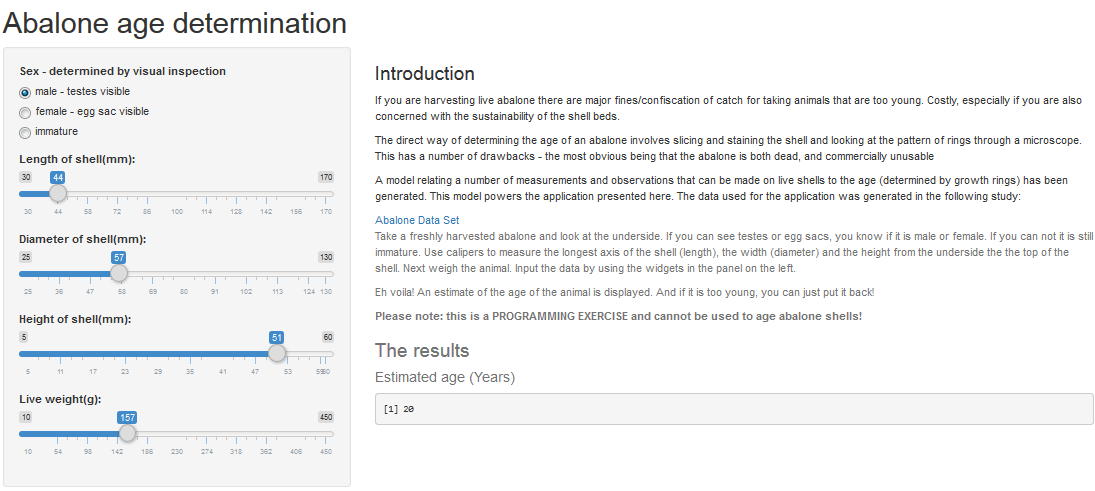 Abalone age determination
Sex - determined by visual inspection
male - testes visible
female - egg sac visible
immature
Length of shell(mm):
30 44 170
30 44 58 72 86 100 114 128 142 156 170
Diameter of shell(mm):
25 57 130
25 36 47 58 69 80 91 102 113 124 130
Height of shell(mm):
5 51 60
5 11 17 23 29 35 41 47 53 59 60
Live weight(g):
10 157 450
10 54 98 142 186 230 274 318 362 406 450
Introduction
If you are harvesting live abalone there are major fines/confiscation of catch for taking animals that are too young. Costly, especially if you are also
concerned with the sustainability of the shell beds.
The direct way of determining the age of an abalone involves slicing and staining the shell and looking at the pattern of rings through a microscope.
This has a number of drawbacks - the most obvious being that the abalone is both dead, and commercially unusable
A model relating a number of measurements and observations that can be made on live shells to the age (determined by growth rings) has been
generated. This model powers the application presented here. The data used for the application was generated in the following study:
Abalone Data Set
Take a freshly harvested abalone and look at the underside. If you can see testes or egg sacs, you know if it is male or female. If you can not it is still
immature. Use calipers to measure the longest axis of the shell (length), the width (diameter) and the height from the underside the the top of the
shell. Next weigh the animal. Input the data by using the widgets in the panel on the left.
Eh voila! An estimate of the age of the animal is displayed. And if it is too young, you can just put it back!
Please note: this is a PROGRAMMING EXERCISE and cannot be used to age abalone shells!
The results
Estimated age (Years)
[1] 20